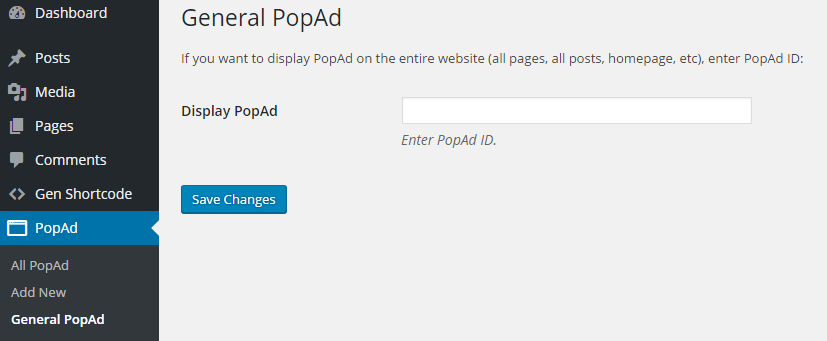 Dashboard
Posts
Media
Pages
Comments
Gen Shortcode
PopAd
All PopAd
Add New
General PopAd
General PopAd
If you want to display PopAd on the entire website (all pages, all posts, homepage, etc), enter PopAd ID:
Display PopAd
Enter PopAd ID.
Save Changes